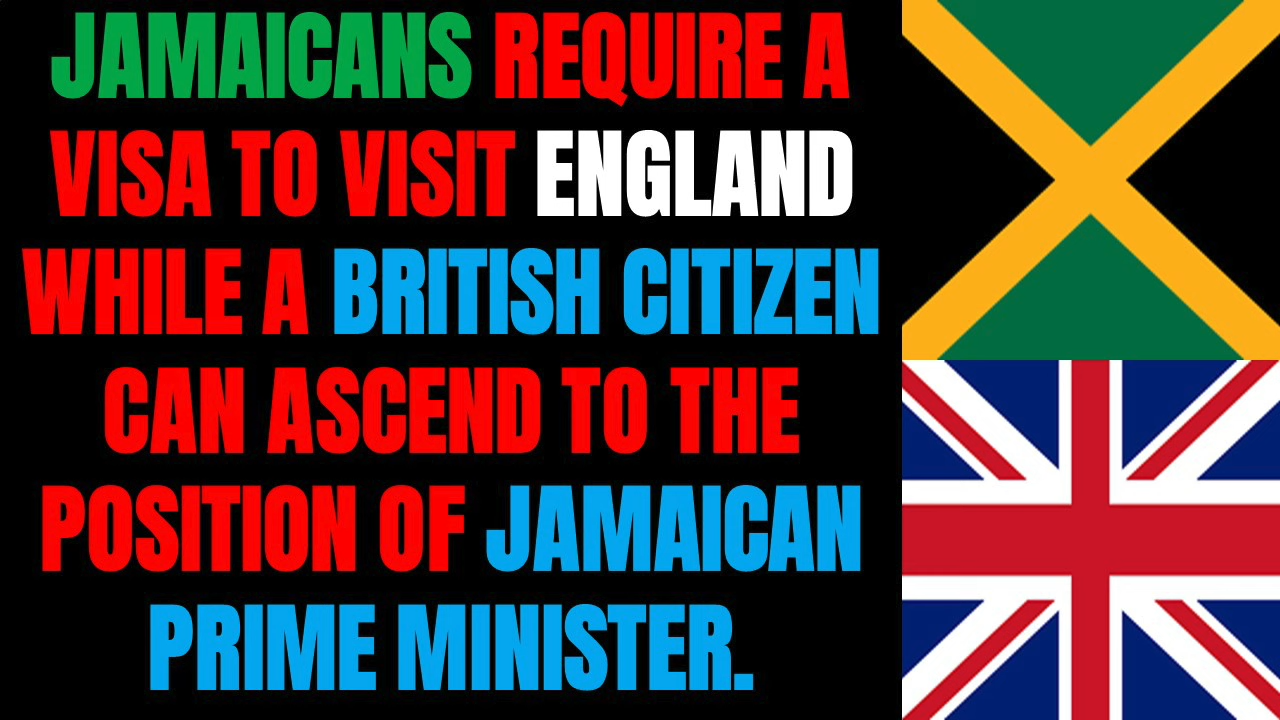 JAMAICANS REQUIRE A
VISA TO VISIT ENGLAND
WHILE A BRITISH CITIZEN
CAN ASCEND TO THE
POSITION OF JAMAICAN
PRIME MINISTER.